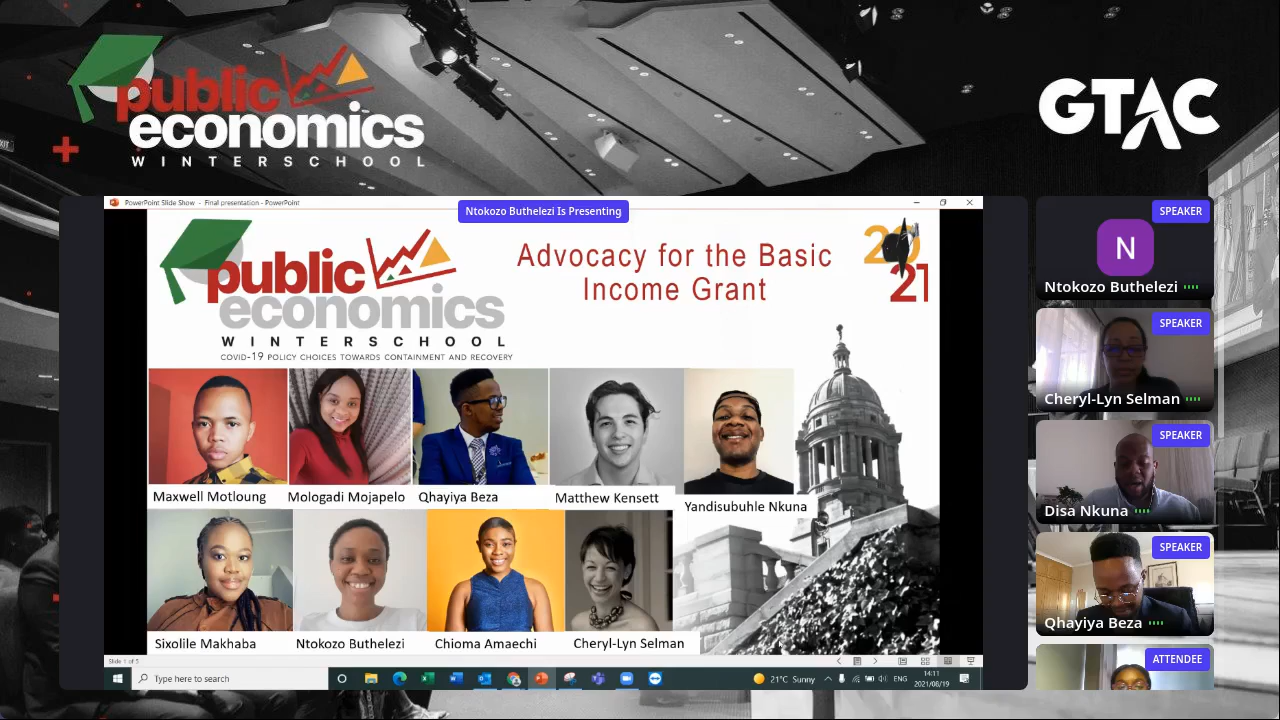 public
economics
WINTERSCHOOL
GTAC
PowerPoint Slide Show - Final presentation - PowerPoint
Ntokozo Buthelezi Is Presenting
public
economics
WINTERSCHOOL
COVID-19 POLICY CHOICES TOWARDS CONTAINMENT AND RECOVERY
Advocacy for the Basic
Income Grant
20
21
Maxwell Motloung
Mologadi Mojapelo
Qhayiya Beza
Matthew Kensett
Yandisubuhle Nkuna
Sixolile Makhaba
Ntokozo Buthelezi
Chioma Amaechi
Cheryl-Lyn Selman
Slide 1 of 5
Type here to search
21°C Sunny
ENG
14:11
2021/08/19
SPEAKER
N
Ntokozo Buthelezi
SPEAKER
Cheryl-Lyn Selman
SPEAKER
Disa Nkuna
SPEAKER
Qhayiya Beza
ATTENDEE